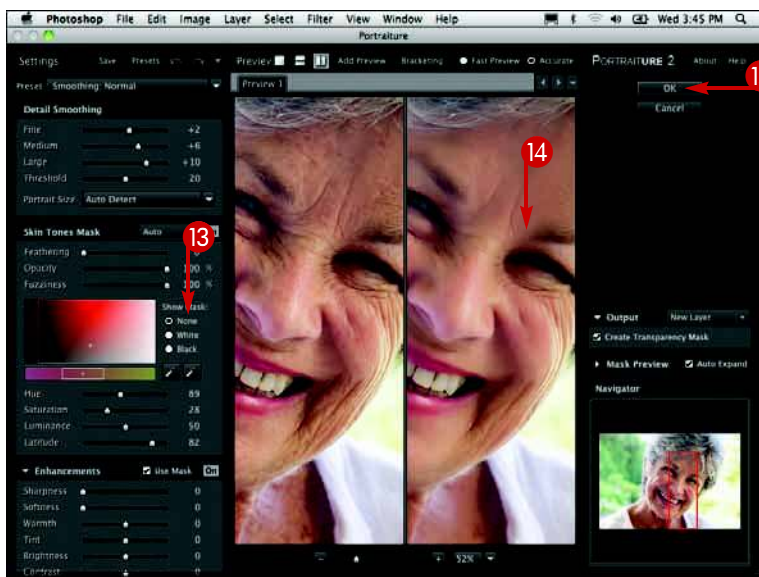 Photoshop File Edit Image Layer Select Filter View Window Help Wed 3:45 PM
Portraiture
Settings Save Presets Preview Add Preview Bracketing Fast Preview Accurate PORTRAITURE 2 About Help
Preset Smoothing: Normal
Preview 1
OK
Cancel
Detail Smoothing
Fine +2
Medium +6
Large +10
Threshold 20
Portrait Size Auto Detect
14
Skin Tones Mask Auto
13
Feathering
Opacity 100 %
Fuzziness 100 %
Show Mask:
None
White
Black
Hue 89
Saturation 28
Luminance 50
Latitude 82
Enhancements Use Mask On
Sharpness 0
Softness 0
Warmth 0
Tint 0
Brightness 0
Contrast
52%
Output New Layer
Create Transparency Mask
Mask Preview Auto Expand
Navigator